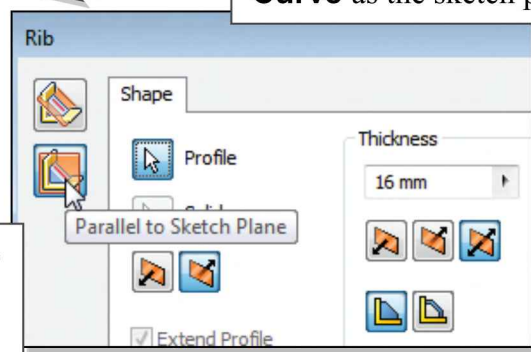 Curve as the sketch p
Rib
Shape
Profile
Thickness
16 mm
Parallel to Sketch Plane
Extend Profile